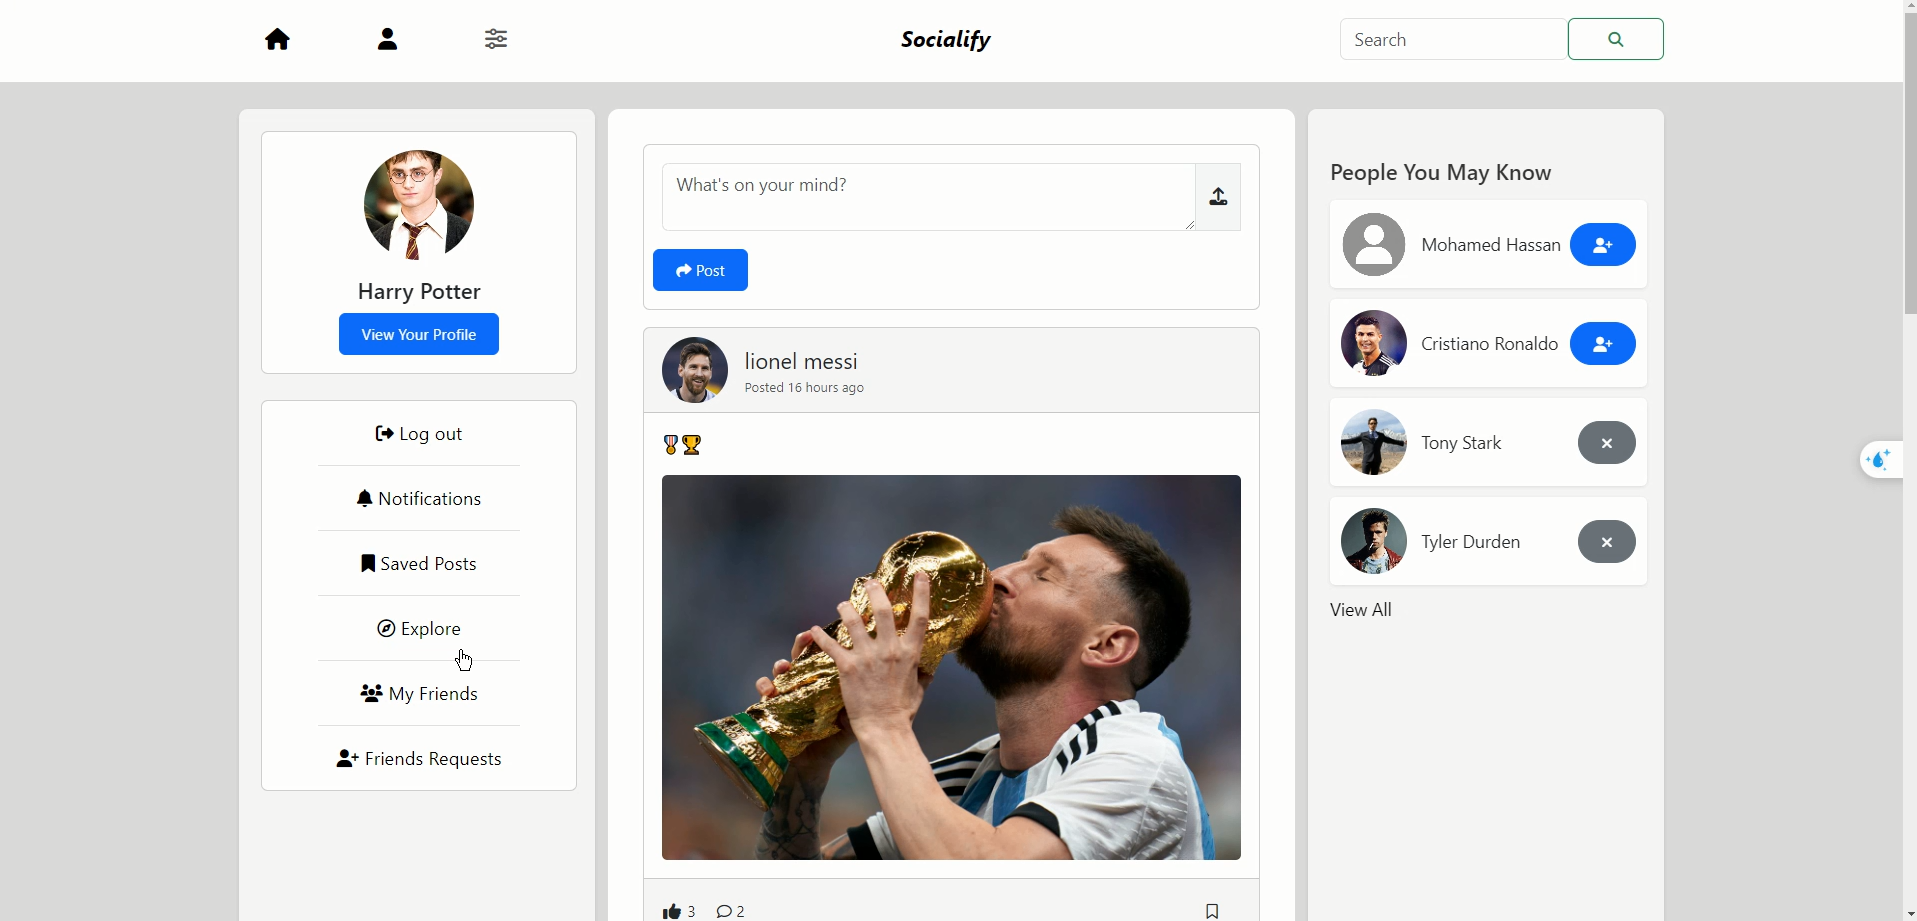 Socialify
Search
Harry Potter
View Your Profile
Log out
Notifications
Saved Posts
Explore
My Friends
Friends Requests
What's on your mind?
Post
lionel messi
Posted 16 hours ago
3 2
People You May Know
Mohamed Hassan
Cristiano Ronaldo
Tony Stark
Tyler Durden
View All